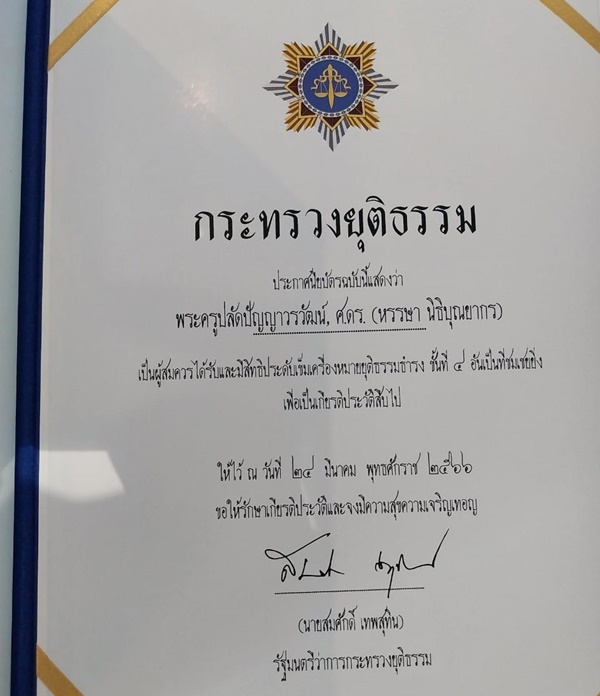 กระทรวงยุติธรรม
ประกาศนียบัตรฉบับนี้แสดงว่า
พระครูปลัดปัญญาวรวัฒน์, ศ.ดร. (หรรษา นิธิบุณยากร)
เป็นผู้สมควรได้รับและมีสิทธิประดับเข็มเครื่องหมายยุติธรรมธำรง ชั้นที่ ๔ อันเป็นที่ชมเชยยิ่ง
เพื่อเป็นเกียรติประวัติสืบไป
ให้ไว้ ณ วันที่ ๒๔ มีนาคม พุทธศักราช ๒๕๖๖
ขอให้รักษาเกียรติประวัติและจงมีความสุขความเจริญเทอญ
(นายสมศักดิ์ เทพสุทิน)
รัฐมนตรีว่าการกระทรวงยุติธรรม